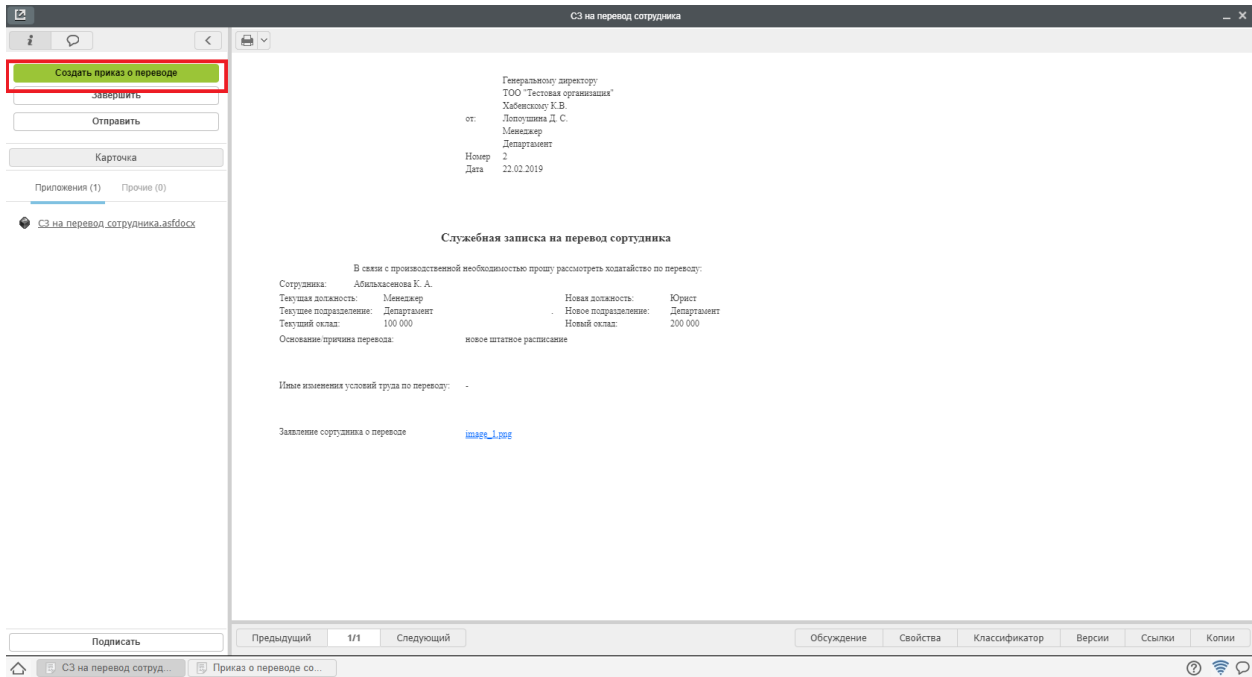 СЗ на перевод сотрудника
Создать приказ о переводе
Завершить
Отправить
Карточка
Приложения (1) Прочие (0)
СЗ на перевод сотрудника.asfdocx
Подписать
Генеральному директору
ТОО "Тестовая организация"
Хабенскому К.В.
от: Лопоушина Д. С.
Менеджер
Департамент
Номер 2
Дата 22.02.2019
Служебная записка на перевод сортудника
В связи с производственной необходимостью прошу рассмотреть ходатайство по переводу:
Сотрудника: Абильхасенова К. А.
Текущая должность: Менеджер Новая должность: Юрист
Текущее подразделение: Департамент . Новое подразделение: Департамент
Текущий оклад: 100 000 Новый оклад: 200 000
Основание/причина перевода: новое штатное расписание
Иные изменения условий труда по переводу: -
Заявление сортудника о переводе image_1.png
Предыдущий 1/1 Следующий Обсуждение Свойства Классификатор Версии Ссылки Копии
СЗ на перевод сотруд... Приказ о переводе со...